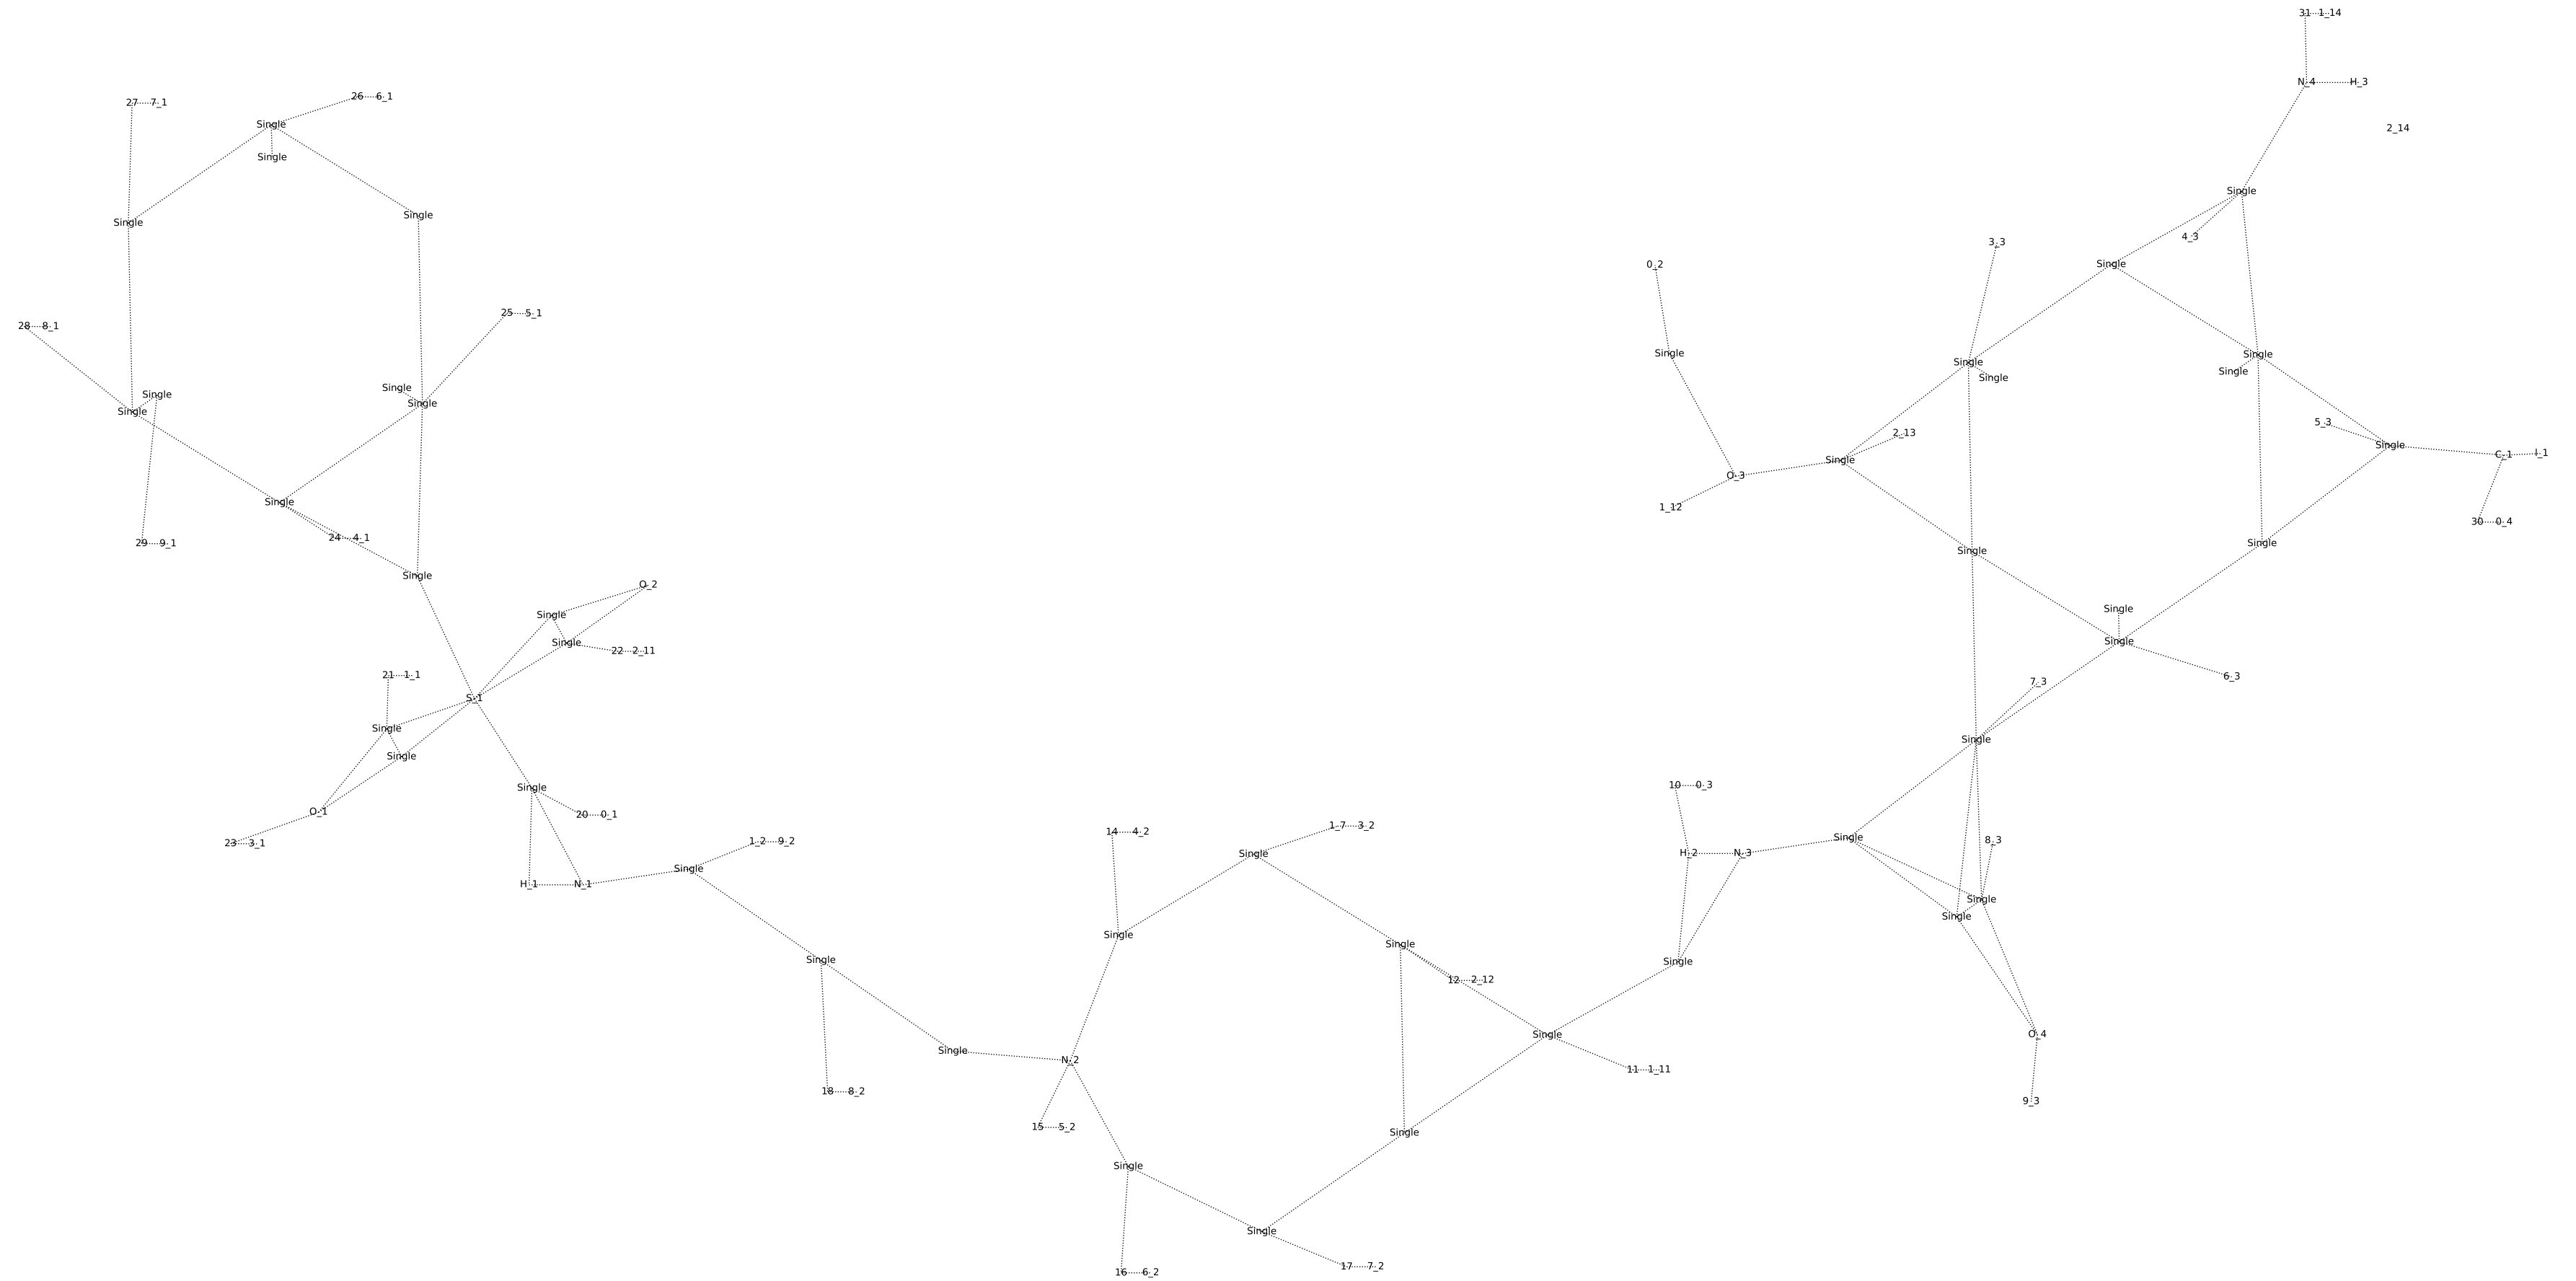 31 1_14
N_4 H_3
27 7_1
26 6_1
Single
2_14
Single
Single
Single
Single
4_3
3_3
0_2
Single
25 5_1
28 8_1
Single
Single
Single
Single
Single
Single
Single
Single
Single
5_3
2_13
Single
Single
C_1 I_1
O_3
Single
1_12
30 0_4
24 4_1
29 9_1
Single
Single
Single
O_2
Single
Single
Single
Single
22 2_11
21 1_1
6_3
7_3
S_1
Single
Single
Single
10 0_3
Single
O_1
20 0_1
1_7 3_2
14 4_2
Single
8_3
1_2 9_2
23 3_1
H_2 N_3
Single
Single
H_1 N_1
Single
Single
Single
Single
Single
Single
12 2_12
Single
O_4
Single
N_2
11 1_11
18 8_2
9_3
15 5_2
Single
Single
Single
17 7_2
16 6_2